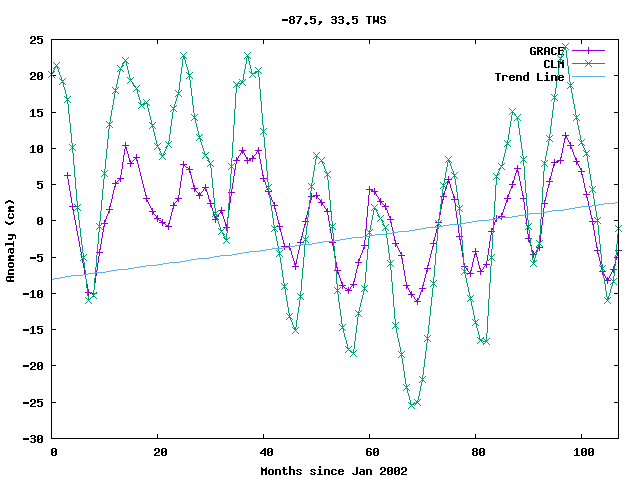 -87.5, 33.5 TWS
GRACE
CLM
Trend Line
25
20
15
10
5
0
-5
-10
-15
-20
-25
-30
Anomaly (cm)
0 20 40 60 80 100
Months since Jan 2002